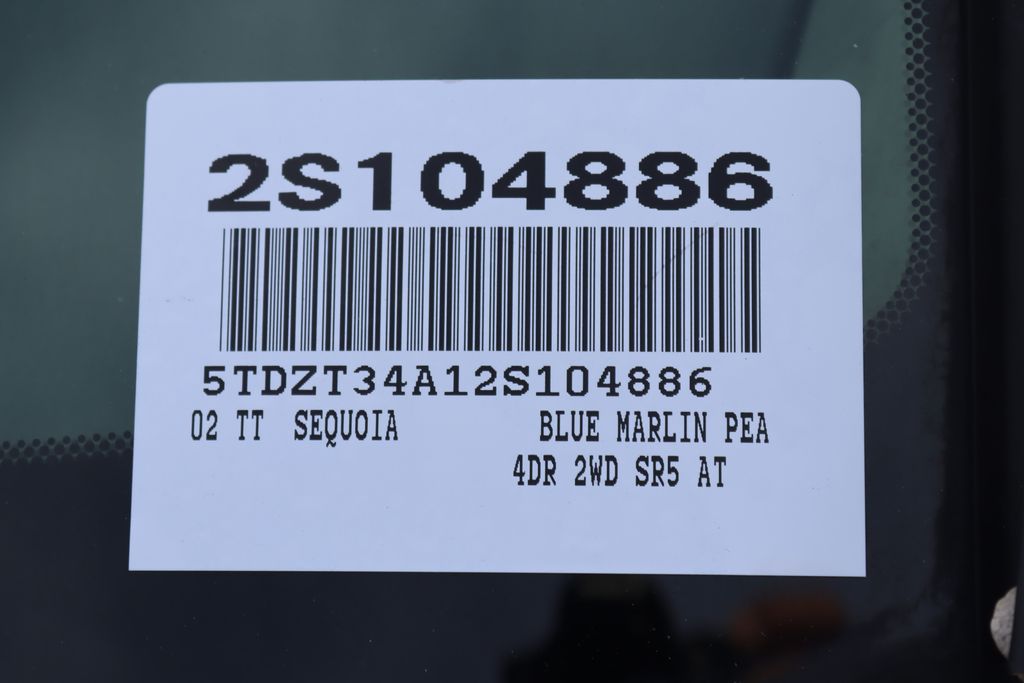 2S104886
5TDZT34A12S104886
02 TT SEQUOIA BLUE MARLIN PEA
4DR 2WD SR5 AT